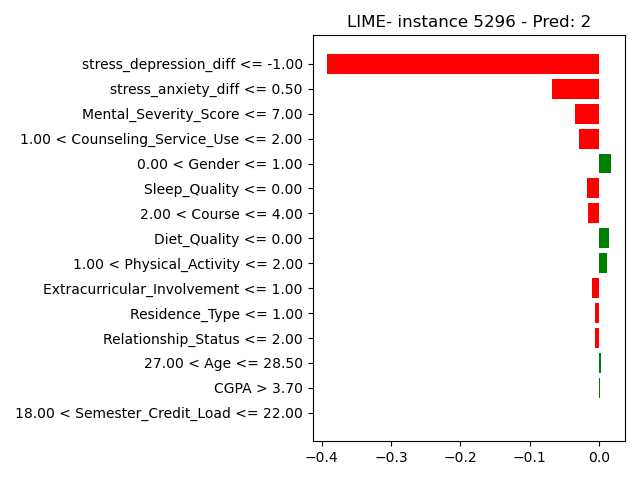 LIME- instance 5296 - Pred: 2
stress_depression_diff <= -1.00
stress_anxiety_diff <= 0.50
Mental_Severity_Score <= 7.00
1.00 < Counseling_Service_Use <= 2.00
0.00 < Gender <= 1.00
Sleep_Quality <= 0.00
2.00 < Course <= 4.00
Diet_Quality <= 0.00
1.00 < Physical_Activity <= 2.00
Extracurricular_Involvement <= 1.00
Residence_Type <= 1.00
Relationship_Status <= 2.00
27.00 < Age <= 28.50
CGPA > 3.70
18.00 < Semester_Credit_Load <= 22.00
−0.4 −0.3 −0.2 −0.1 0.0